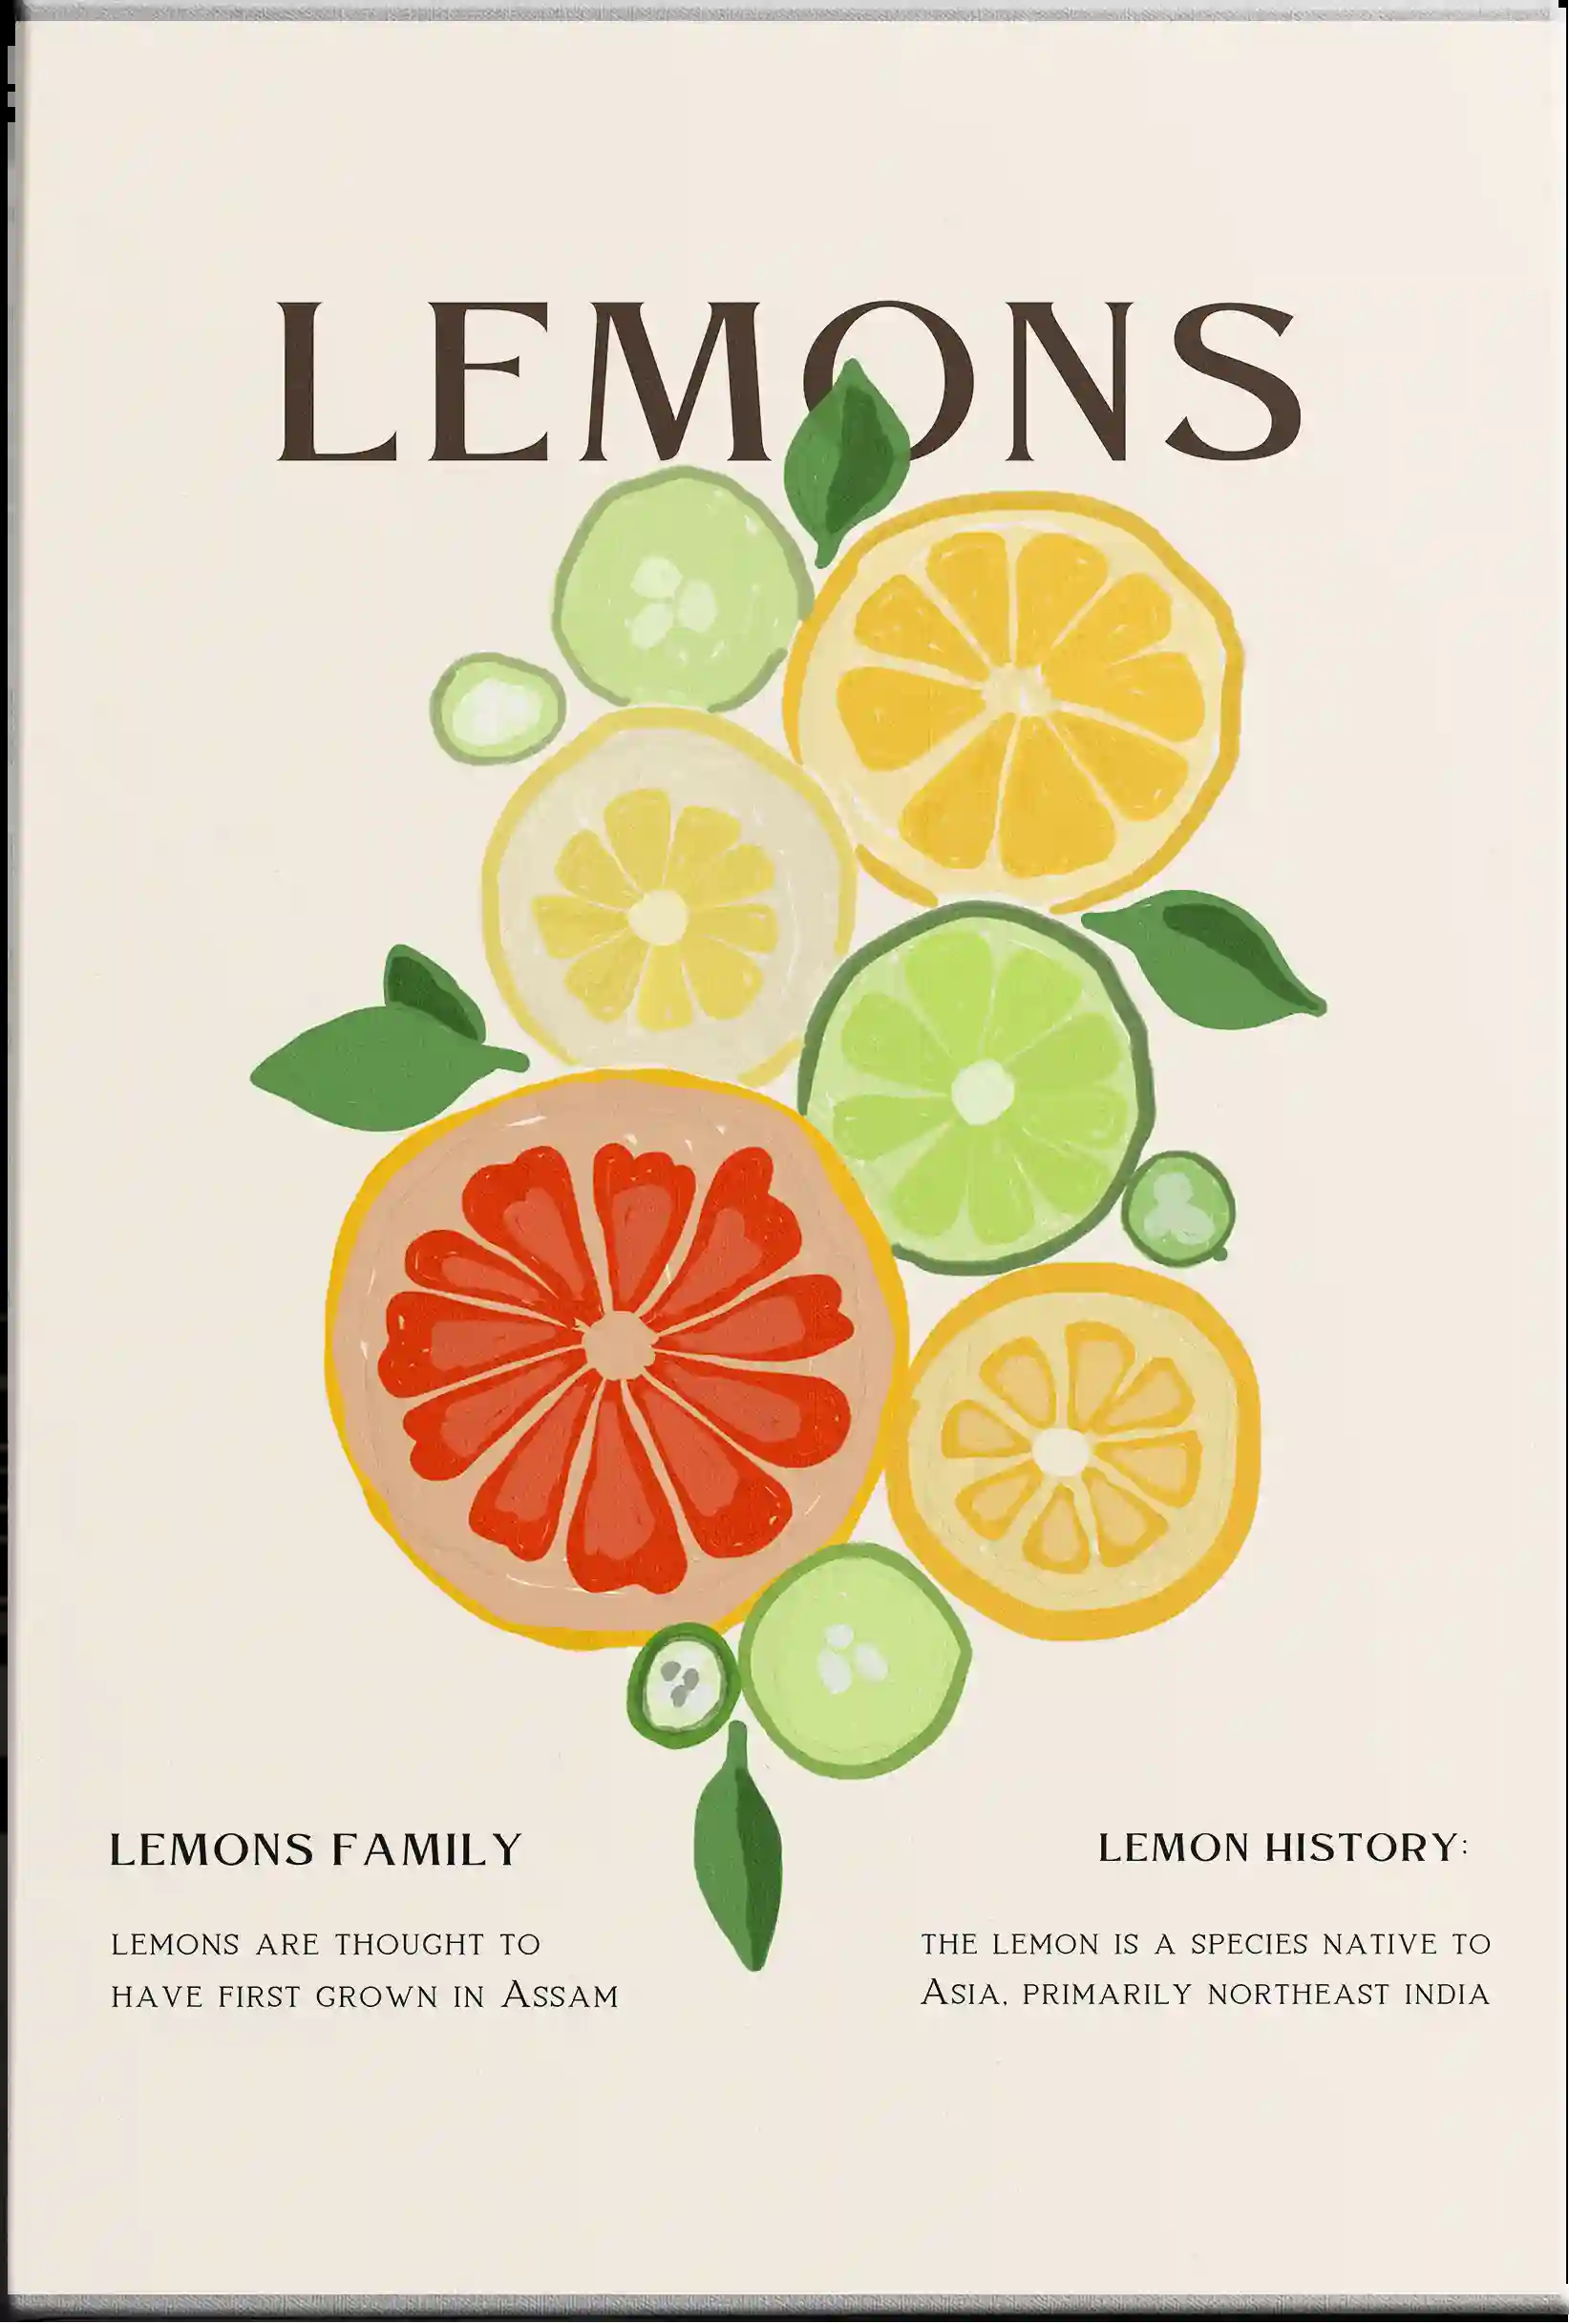 LEMONS
LEMONS FAMILY
LEMONS ARE THOUGHT TO
HAVE FIRST GROWN IN ASSAM
LEMON HISTORY:
THE LEMON IS A SPECIES NATIVE TO
ASIA, PRIMARILY NORTHEAST INDIA